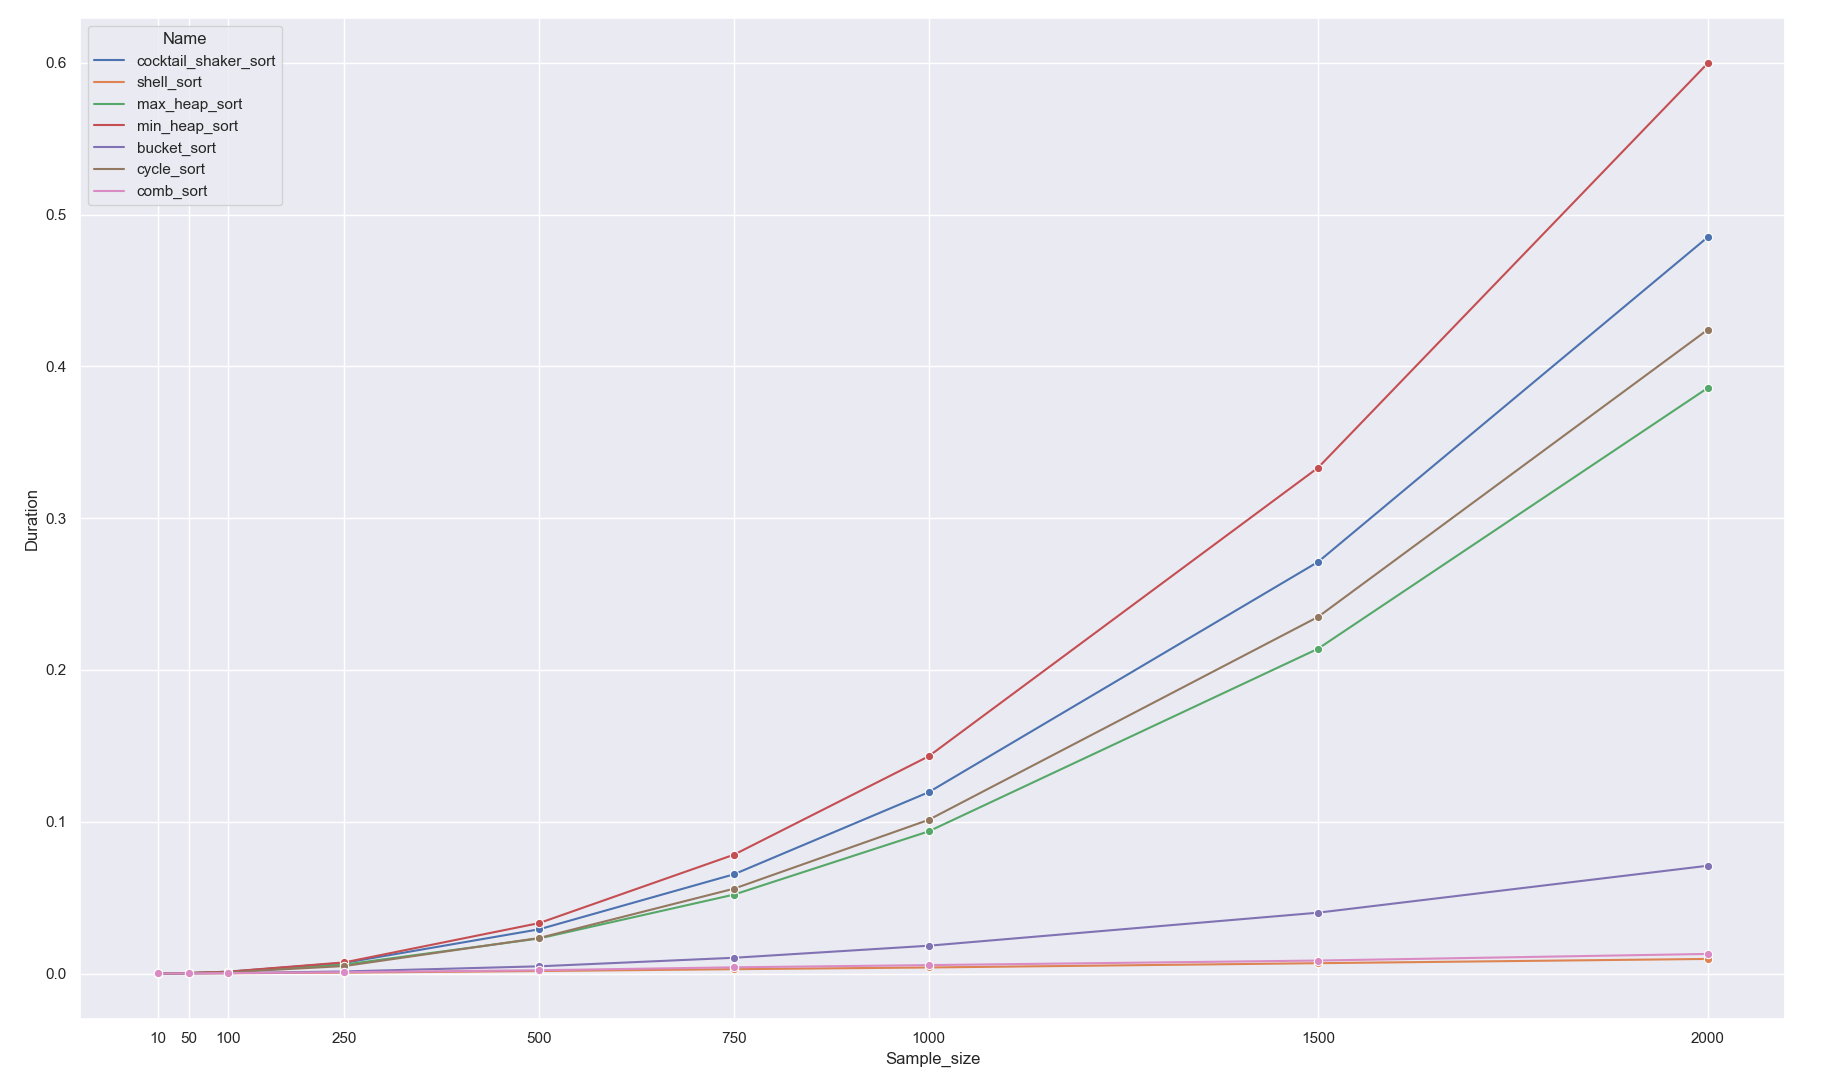 Name
cocktail_shaker_sort
shell_sort
max_heap_sort
min_heap_sort
bucket_sort
cycle_sort
comb_sort
Duration
0.6
0.5
0.4
0.3
0.2
0.1
0.0
10 50 100 250 500 750 1000 1500 2000
Sample_size